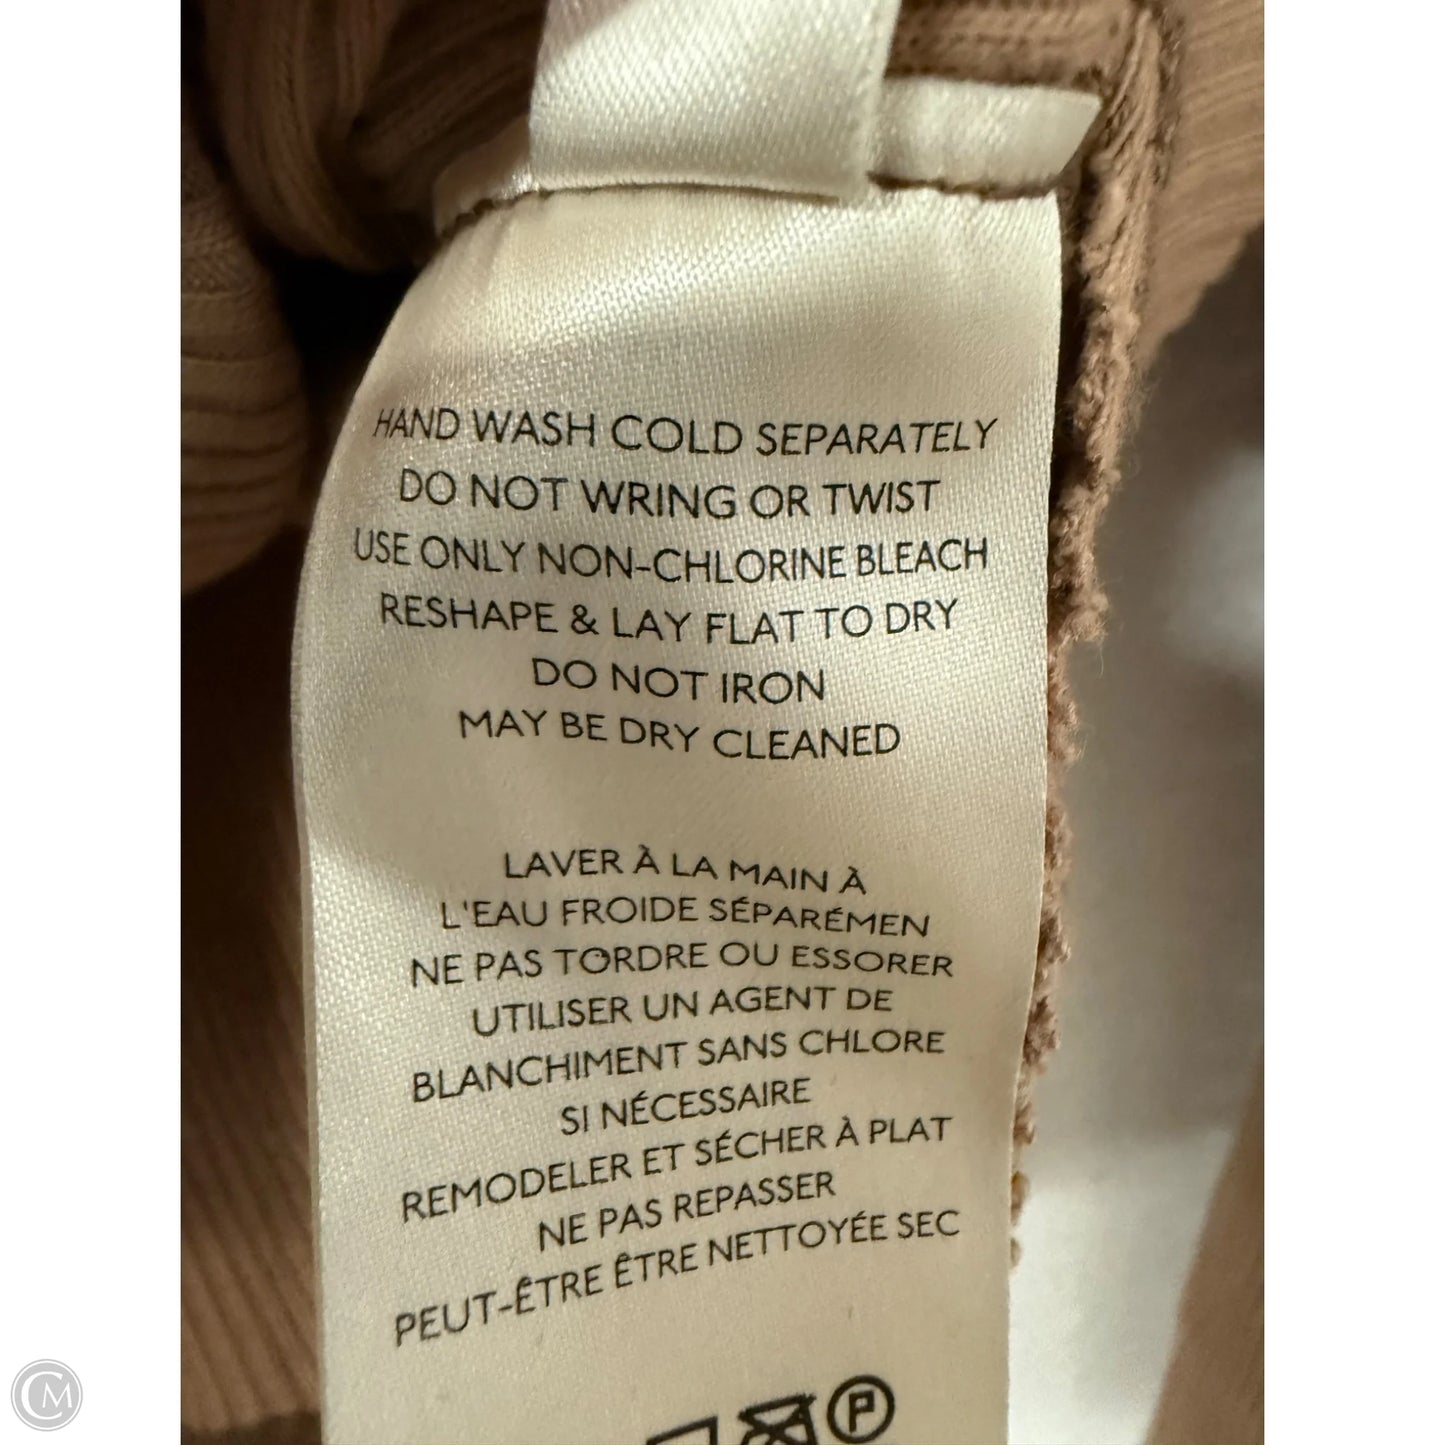 HAND WASH COLD SEPARATELY
DO NOT WRING OR TWIST
USE ONLY NON-CHLORINE BLEACH
RESHAPE & LAY FLAT TO DRY
DO NOT IRON
MAY BE DRY CLEANED
LAVER À LA MAIN À
L'EAU FROIDE SÉPARÉMEN
NE PAS TORDRE OU ESSORER
UTILISER UN AGENT DE
BLANCHIMENT SANS CHLORE
SI NÉCESSAIRE
REMODELER ET SÉCHER À PLAT
NE PAS REPASSER
PEUT-ÊTRE ÊTRE NETTOYÉE SEC
P
CM